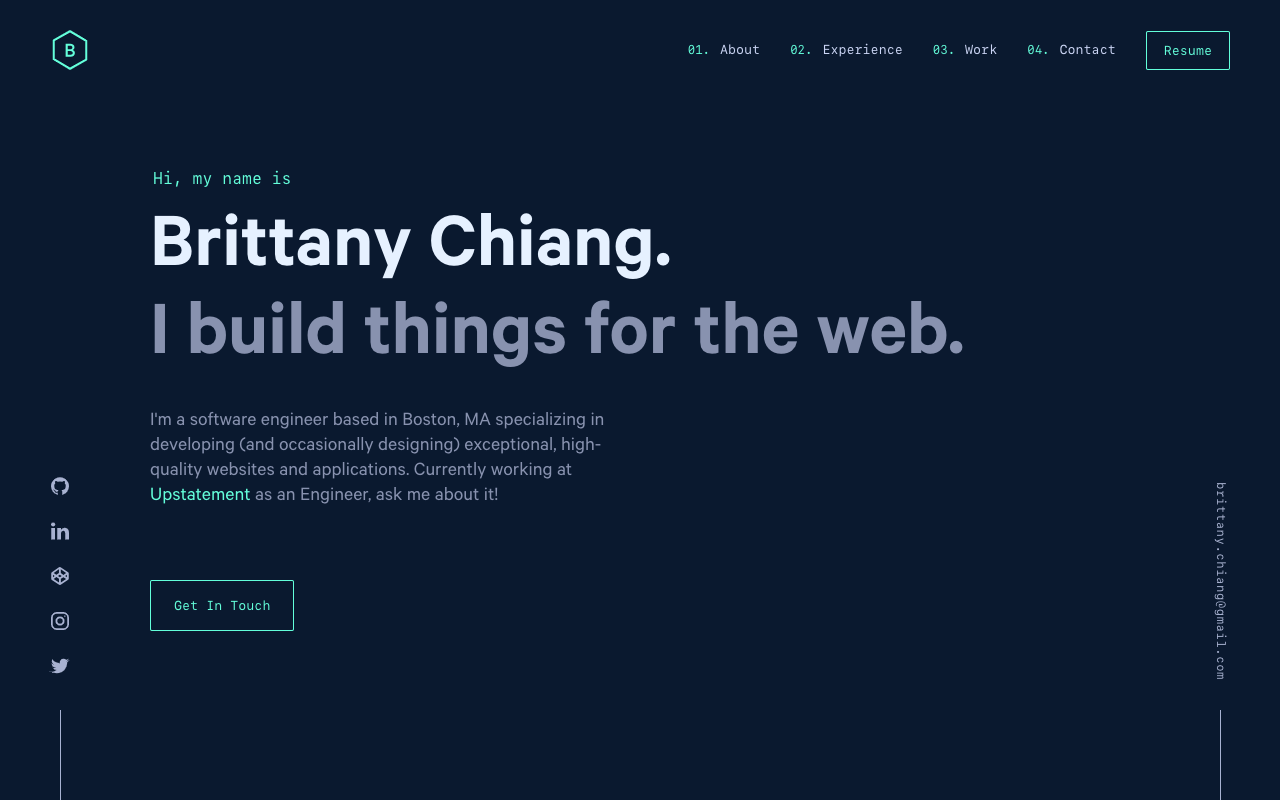 B
01. About 02. Experience 03. Work 04. Contact Resume
Hi, my name is
Brittany Chiang.
I build things for the web.
I'm a software engineer based in Boston, MA specializing in
developing (and occasionally designing) exceptional, high-
quality websites and applications. Currently working at
Upstatement as an Engineer, ask me about it!
Get In Touch
brittany.chiang@gmail.com